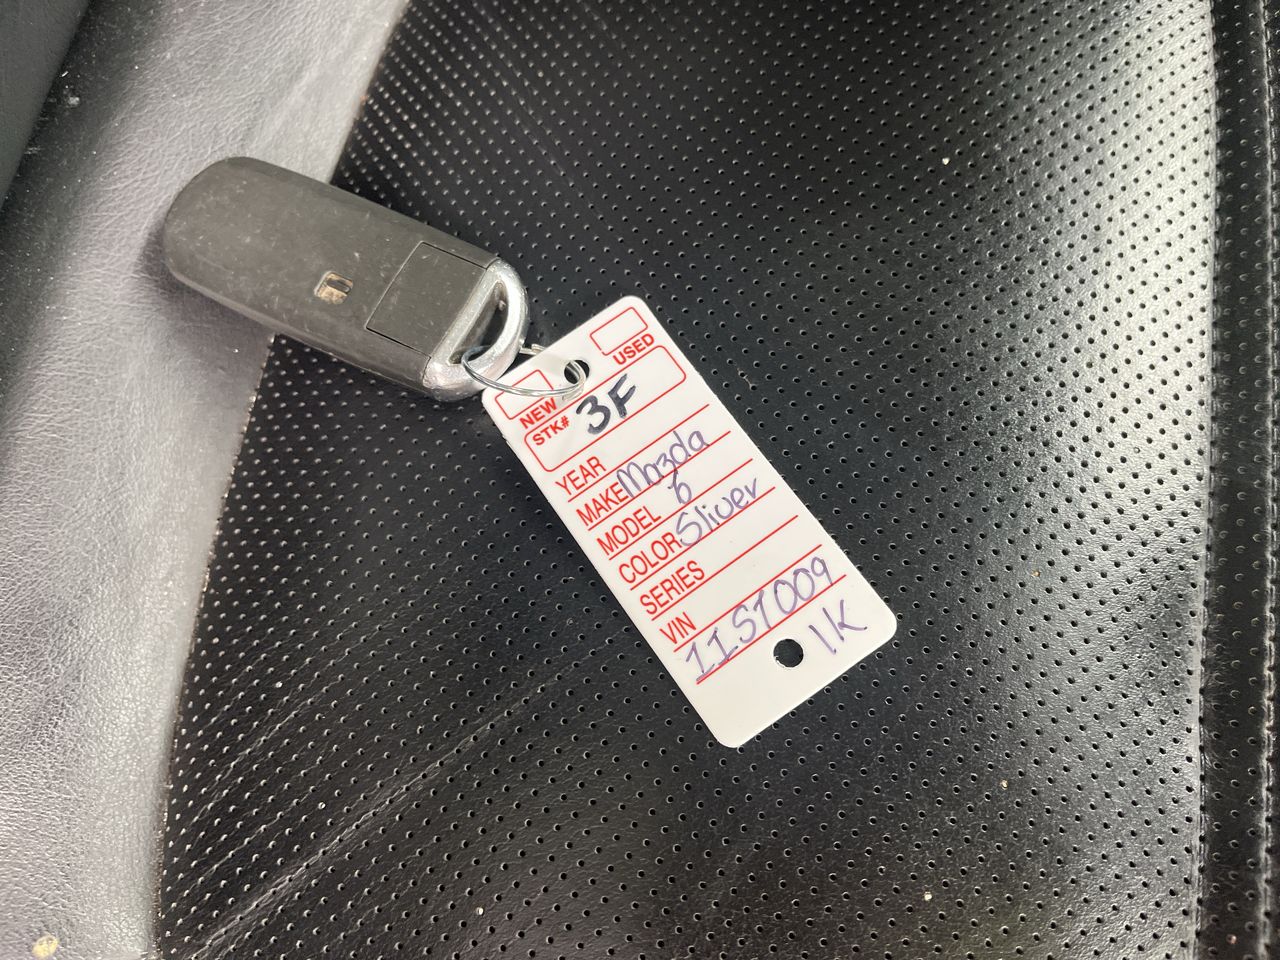 NEW USED
STK# 3F
YEAR
MAKE Mazda
MODEL 6
COLOR Sliver
SERIES
VIN
11S1009
1K